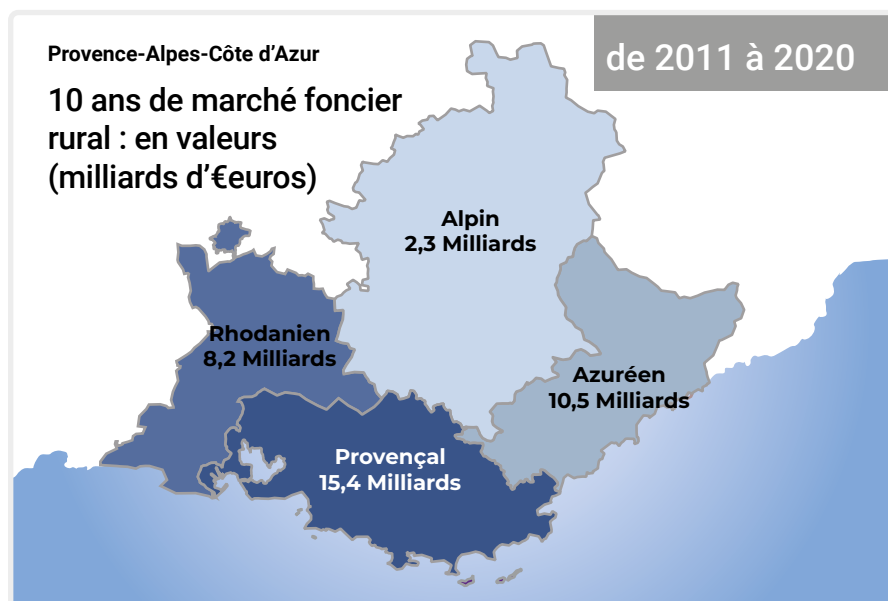 Provence-Alpes-Côte d’Azur
de 2011 à 2020
10 ans de marché foncier
rural : en valeurs
(milliards d’€euros)
Alpin
2,3 Milliards
Rhodanien
8,2 Milliards
Azuréen
10,5 Milliards
Provençal
15,4 Milliards